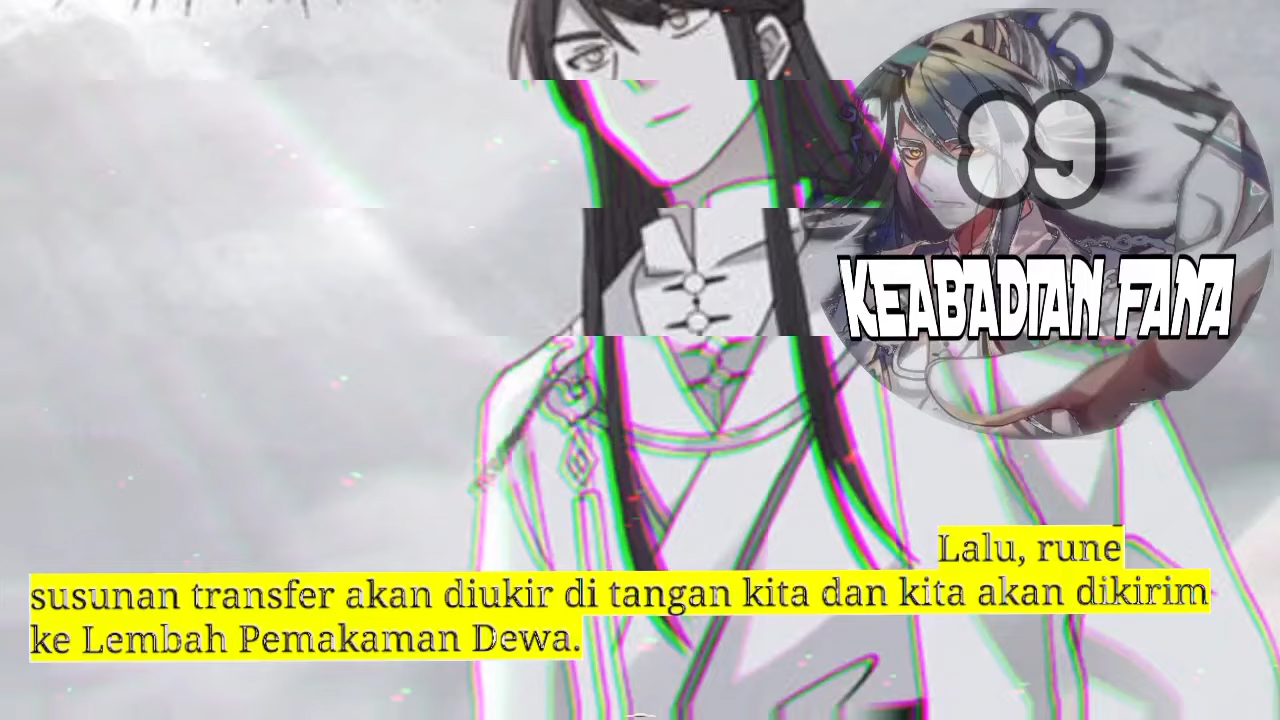 89
KEABADIAN FANA
Lalu, rune
susunan transfer akan diukir di tangan kita dan kita akan dikirim
ke Lembah Pemakaman Dewa.